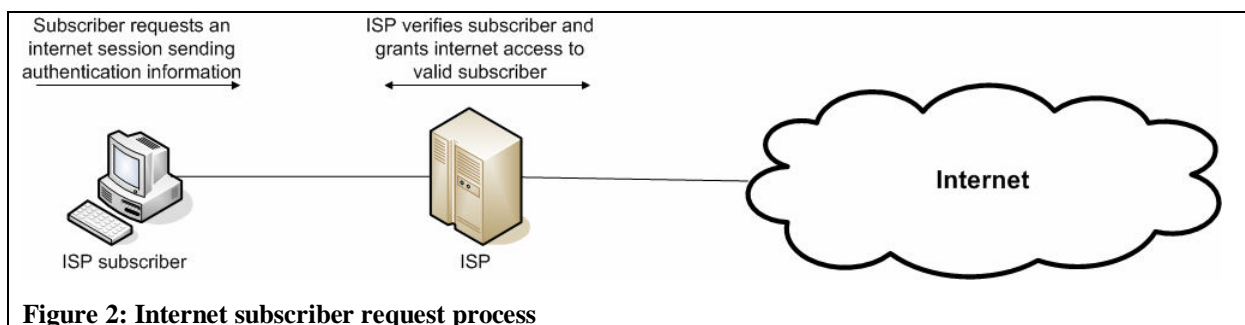 Subscriber requests an
internet session sending
authentication information
ISP verifies subscriber and
grants internet access to
valid subscriber
Internet
ISP subscriber
ISP
Figure 2: Internet subscriber request process